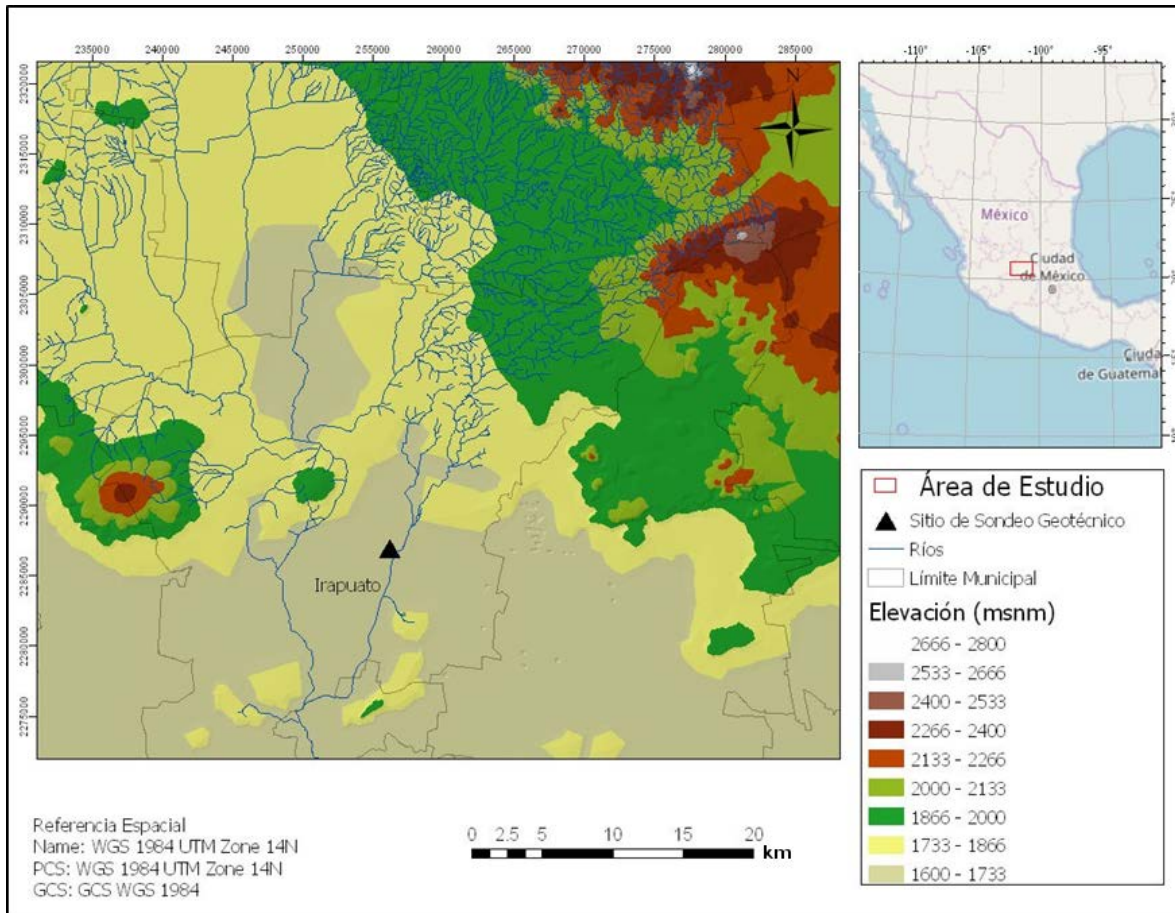 235000 240000 245000 250000 255000 260000 265000 270000 275000 280000 285000
2320000
2315000
2310000
2305000
2300000
2295000
2290000
2285000
2280000
2275000
N
Irapuato
-110° -105° -100° -95°
México
Ciudad
de México
Ciuda
de Guatemal
Área de Estudio
Sitio de Sondeo Geotécnico
Ríos
Límite Municipal
Elevación (msnm)
2666 - 2800
2533 - 2666
2400 - 2533
2266 - 2400
2133 - 2266
2000 - 2133
1866 - 2000
1733 - 1866
1600 - 1733
Referencia Espacial
Name: WGS 1984 UTM Zone 14N
PCS: WGS 1984 UTM Zone 14N
GCS: GCS WGS 1984
0 2.5 5 10 15 20
km